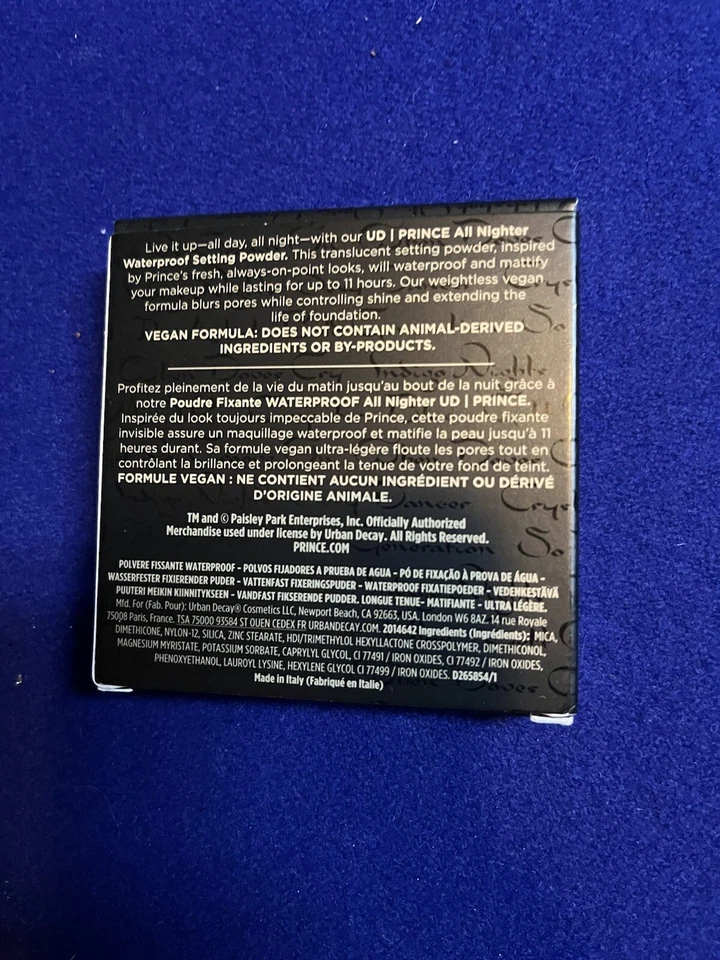 Live it up—all day, all night—with our UD | PRINCE All Nighter
Waterproof Setting Powder. This translucent setting powder, inspired
by Prince's fresh, always-on-point looks, will waterproof and mattify
your makeup while lasting for up to 11 hours. Our weightless vegan
formula blurs pores while controlling shine and extending the
life of foundation.
VEGAN FORMULA: DOES NOT CONTAIN ANIMAL-DERIVED
INGREDIENTS OR BY-PRODUCTS.
Profitez pleinement de la vie du matin jusqu'au bout de la nuit grâce à
notre Poudre Fixante WATERPROOF All Nighter UD | PRINCE.
Inspirée du look toujours impeccable de Prince, cette poudre fixante
invisible assure un maquillage waterproof et matifie la peau jusqu'à 11
heures durant. Sa formule vegan ultra-légère floute les pores tout en
contrôlant la brillance et prolongeant la tenue de votre fond de teint.
FORMULE VEGAN : NE CONTIENT AUCUN INGRÉDIENT OU DÉRIVÉ
D'ORIGINE ANIMALE.
TM and © Paisley Park Enterprises, Inc. Officially Authorized
Merchandise used under license by Urban Decay. All Rights Reserved.
PRINCE.COM
POLVERE FISSANTE WATERPROOF - POLVOS FIJADORES A PRUEBA DE AGUA - PÓ DE FIXAÇÃO À PROVA DE ÁGUA -
WASSERFESTER FIXIERENDER PUDER - VATTENFAST FIXERINGSPUDER - WATERPROOF FIXATIEPOEDER - VEDENKESTÄVÄ
PUUTERI MEIKIN KIINNITYKSEEN - VANDFAST FIKSERENDE PUDDER. LONGUE TENUE- MATIFIANTE - ULTRA LÉGÈRE.
Mfd. For (Fab. Pour): Urban Decay® Cosmetics LLC, Newport Beach, CA 92663, USA. London W6 8AZ. 14 rue Royale
75008 Paris, France. TSA 75000 93584 ST OUEN CEDEX FR URBANDECAY.COM. 2014642 Ingredients (Ingrédients): MICA,
DIMETHICONE, NYLON-12, SILICA, ZINC STEARATE, HDI/TRIMETHYLOL HEXYLLACTONE CROSSPOLYMER, DIMETHICONOL,
MAGNESIUM MYRISTATE, POTASSIUM SORBATE, CAPRYLYL GLYCOL, CI 77491 / IRON OXIDES, CI 77492 / IRON OXIDES,
PHENOXYETHANOL, LAUROYL LYSINE, HEXYLENE GLYCOL CI 77499 / IRON OXIDES. D265854/1
Made in Italy (Fabriqué en Italie)